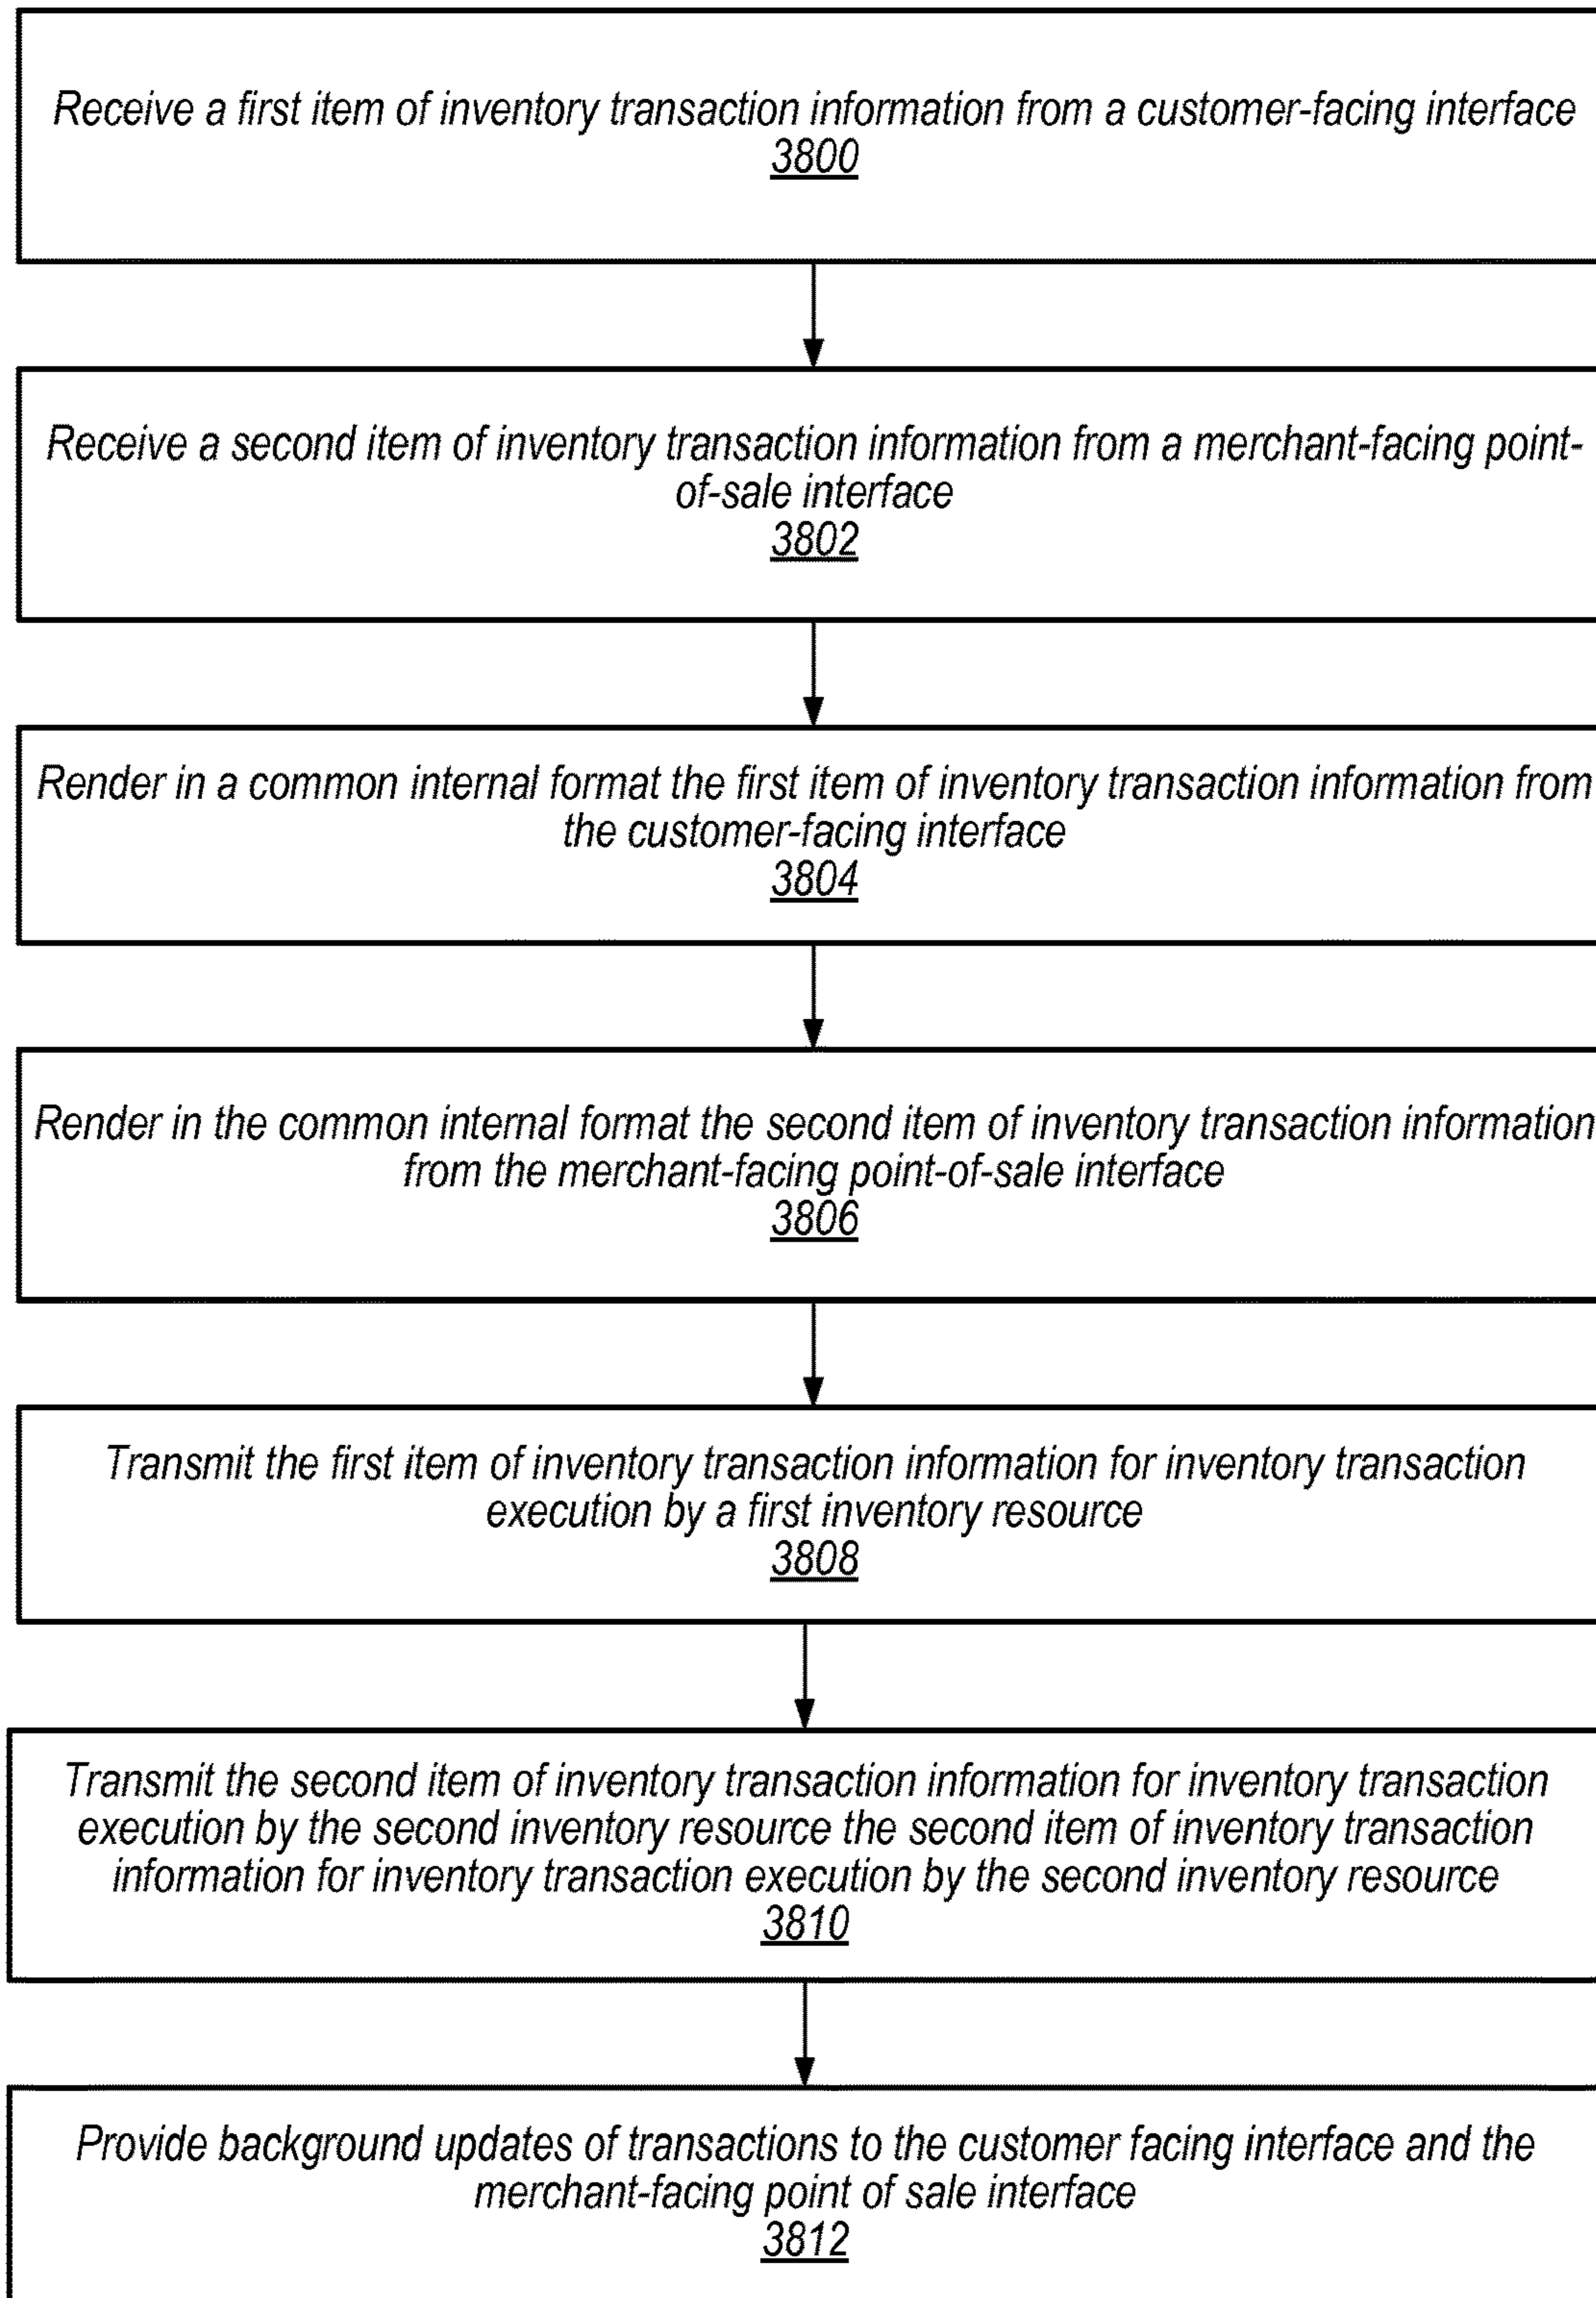 Receive a first item of inventory transaction information from a customer-facing interface
3800
Receive a second item of inventory transaction information from a merchant-facing point-
of-sale interface
3802
Render in a common internal format the first item of inventory transaction information from
the customer-facing interface
3804
Render in the common internal format the second item of inventory transaction information
from the merchant-facing point-of-sale interface
3806
Transmit the first item of inventory transaction information for inventory transaction
execution by a first inventory resource
3808
Transmit the second item of inventory transaction information for inventory transaction
execution by the second inventory resource the second item of inventory transaction
information for inventory transaction execution by the second inventory resource
3810
Provide background updates of transactions to the customer facing interface and the
merchant-facing point of sale interface
3812